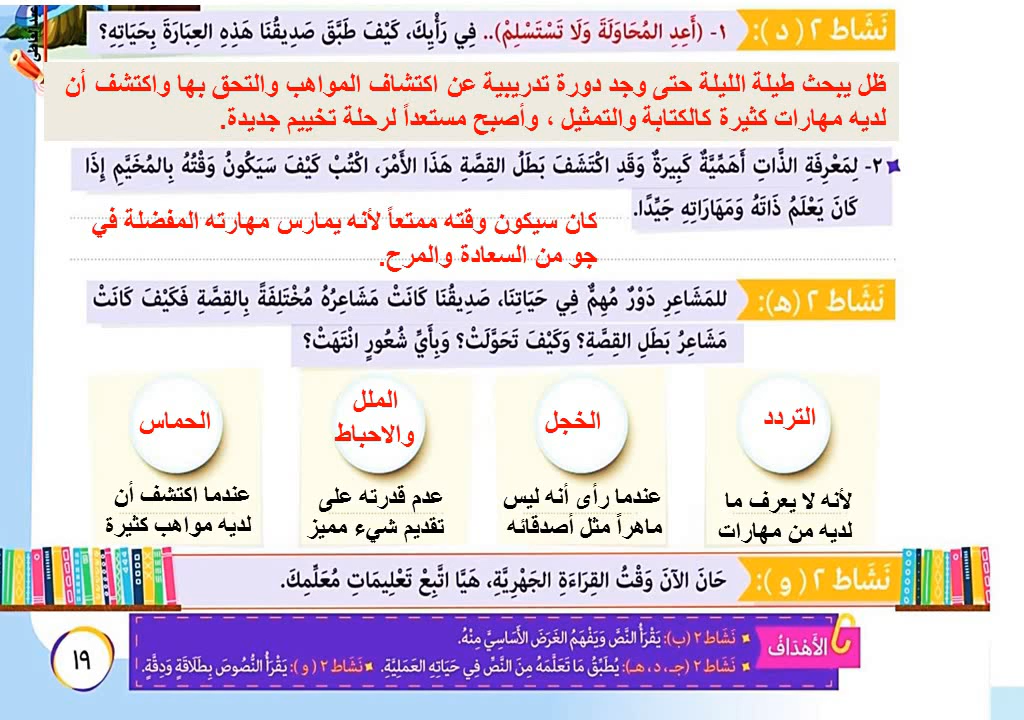 نَشَاط ٢ ( د ): ١- (أَعِدِ المُحَاوَلَةَ وَلَا تَسْتَسْلِمْ).. فِي رَأْيِكَ، كَيْفَ طَبَّقَ صَدِيقُنَا هَذِهِ العِبَارَةَ بِحَيَاتِهِ؟
ظل يبحث طيلة الليلة حتى وجد دورة تدريبية عن اكتشاف المواهب والتحق بها واكتشف أن
لديه مهارات كثيرة كالكتابة والتمثيل ، وأصبح مستعداً لرحلة تخييم جديدة.
٢- لِمَعْرِفَةِ الذَّاتِ أَهَمِّيَّةٌ كَبِيرَةٌ وَقَدِ اكْتَشَفَ بَطَلُ القِصَّةِ هَذَا الأَمْرَ، اكْتُبْ كَيْفَ سَيَكُونُ وَقْتُهُ بِالمُخَيَّمِ إِذَا
كَانَ يَعْلَمُ ذَاتَهُ وَمَهَارَاتِهِ جَيِّدًا.
كان سيكون وقته ممتعاً لأنه يمارس مهارته المفضلة في
جو من السعادة والمرح.
نَشَاط ٢ (هـ): للمَشَاعِرِ دَوْرٌ مُهِمٌّ فِي حَيَاتِنَا، صَدِيقُنَا كَانَتْ مَشَاعِرُهُ مُخْتَلِفَةً بِالقِصَّةِ فَكَيْفَ كَانَتْ
مَشَاعِرُ بَطَلِ القِصَّةِ؟ وَكَيْفَ تَحَوَّلَتْ؟ وَبِأَيِّ شُعُورٍ انْتَهَتْ؟
التردد
لأنه لا يعرف ما
لديه من مهارات
الخجل
عندما رأى أنه ليس
ماهراً مثل أصدقائه
الملل
والاحباط
عدم قدرته على
تقديم شيء مميز
الحماس
عندما اكتشف أن
لديه مواهب كثيرة
نَشَاط ٢ ( و ): حَانَ الآنَ وَقْتُ القِرَاءَةِ الجَهْرِيَّةِ، هَيَّا اتَّبِعْ تَعْلِيمَاتِ مُعَلِّمِكَ.
الأَهْدَافُ
نَشَاط ٢ (ب): يَقْرَأُ النَّصَّ وَيَفْهَمُ الغَرَضَ الأَسَاسِيَّ مِنْهُ.
نَشَاط ٢ (جـ، د، هـ): يُطَبِّقُ مَا تَعَلَّمَهُ مِنَ النَّصِّ فِي حَيَاتِهِ العَمَلِيَّةِ. نَشَاط ٢ ( و ): يَقْرَأُ النُّصُوصَ بِطَلَاقَةٍ وَدِقَّةٍ.
١٩